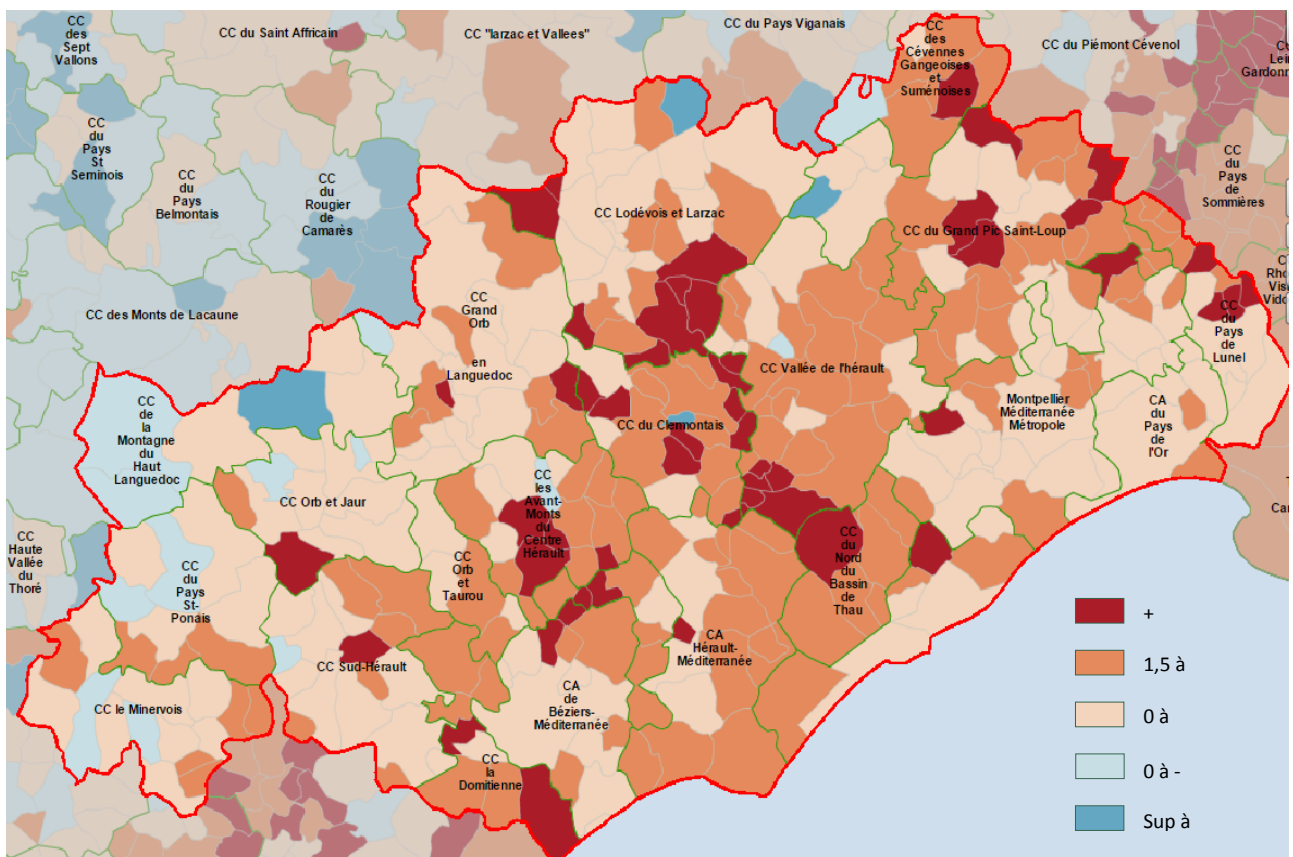 CC
des
Sept
Vallons
CC du Saint Affricain
CC "larzac et Vallees"
CC du Pays Viganais
CC
des
Cévennes
Gangeoises
et
Suménoises
CC du Piémont Cévenol
Gardonn
CC
du
Pays
St
Serninois
CC
du
Pays
Belmontais
CC
du
Rougier
de
Camarès
CC
du
Pays
de
Sommières
CC Lodévois et Larzac
CC du Grand Pic Saint-Loup
CC des Monts de Lacaune
CC
Grand
Orb
en
Languedoc
CC
du
Pays
de
Lunel
CC Vallée de l'hérault
CC
de la
Montagne
du
Haut
Languedoc
CC du Clermontais
Montpellier
Méditerranée
Métropole
CA
du
Pays
de
l'Or
CC Orb et Jaur
CC
les
Avant-
Monts
du
Centre
Hérault
CC
Haute
Vallée
du
Thoré
CC
du
Pays
St-
Ponais
CC
Orb
et
Taurou
CC
du
Nord
du
Bassin
de
Thau
CA
Hérault-
Méditerranée
CC Sud-Hérault
CC le Minervois
CA
de
Béziers-
Méditerranée
CC
la
Domitienne
+
1,5 à
0 à
0 à -
Sup à